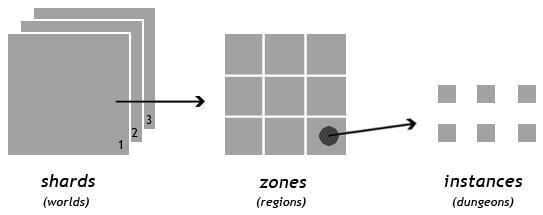 1
2
3
shards
(worlds)
zones
(regions)
instances
(dungeons)